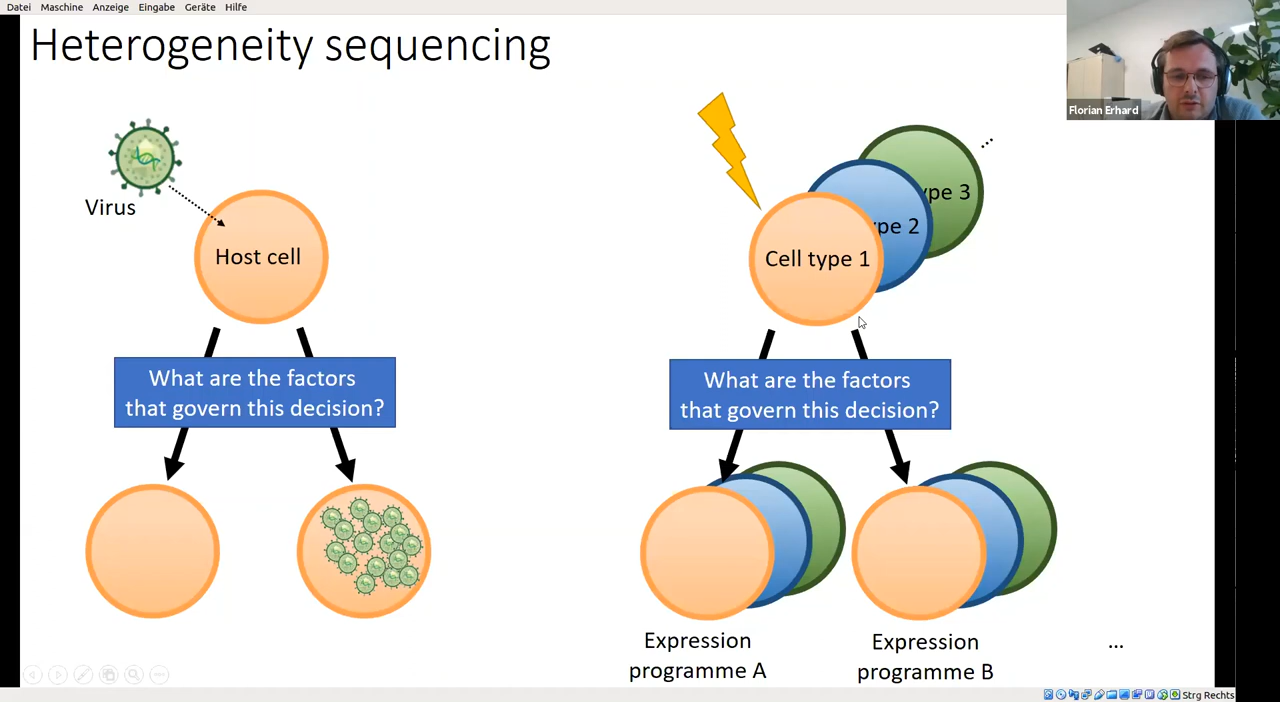 Datei Maschine Anzeige Eingabe Geräte Hilfe
Heterogeneity sequencing
Florian Erhard
Virus
Host cell
What are the factors
that govern this decision?
Cell type 1
pe 2
ype 3
...
What are the factors
that govern this decision?
Expression
programme A
Expression
programme B
...
Strg Rechts